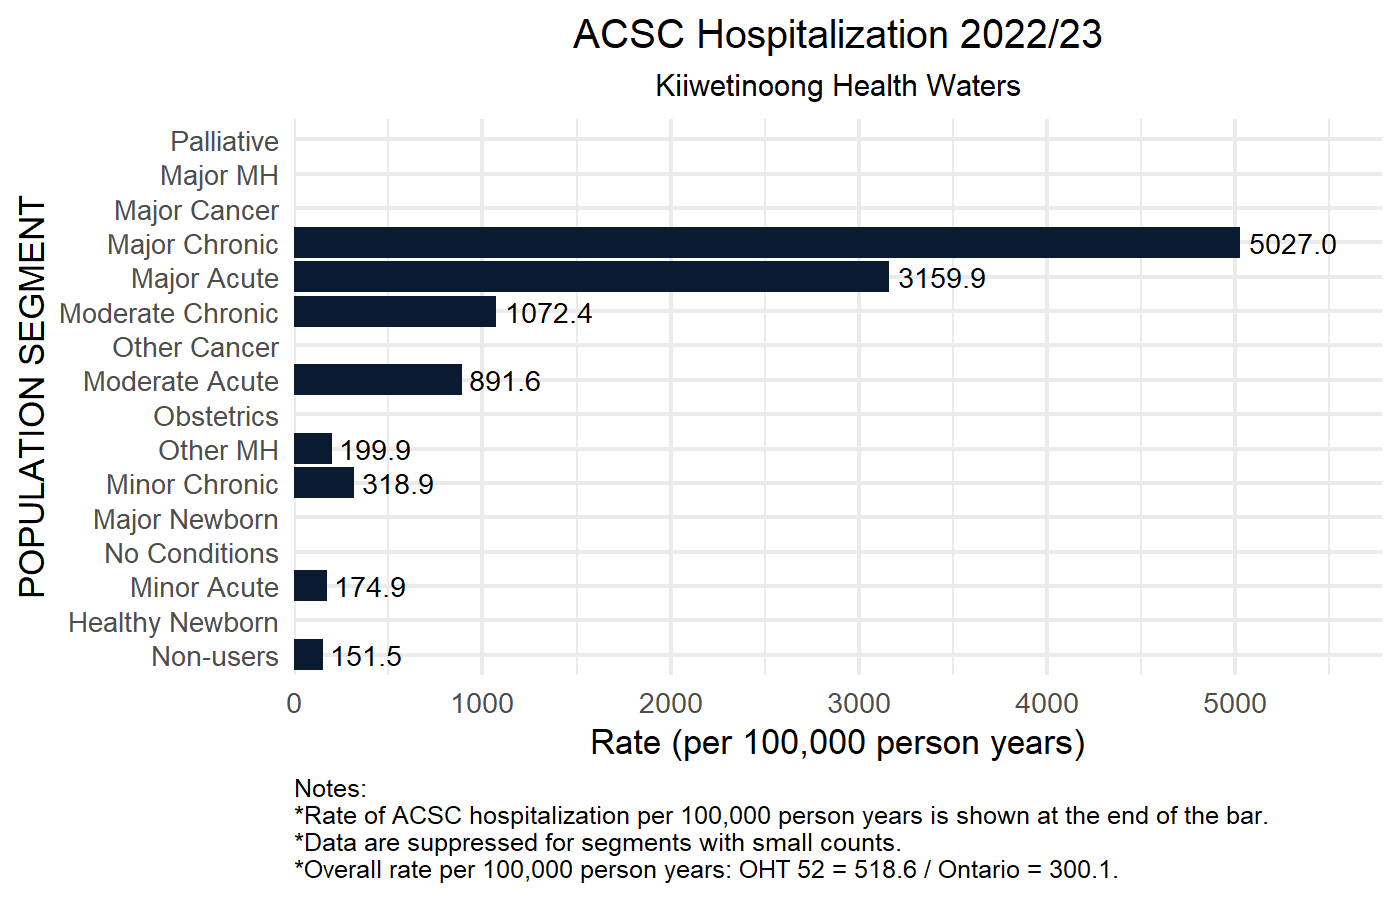 ACSC Hospitalization 2022/23
Kiiwetinoong Health Waters
POPULATION SEGMENT
Palliative
Major MH
Major Cancer
Major Chronic 5027.0
Major Acute 3159.9
Moderate Chronic 1072.4
Other Cancer
Moderate Acute 891.6
Obstetrics
Other MH 199.9
Minor Chronic 318.9
Major Newborn
No Conditions
Minor Acute 174.9
Healthy Newborn
Non-users 151.5
0 1000 2000 3000 4000 5000
Rate (per 100,000 person years)
Notes:
*Rate of ACSC hospitalization per 100,000 person years is shown at the end of the bar.
*Data are suppressed for segments with small counts.
*Overall rate per 100,000 person years: OHT 52 = 518.6 / Ontario = 300.1.